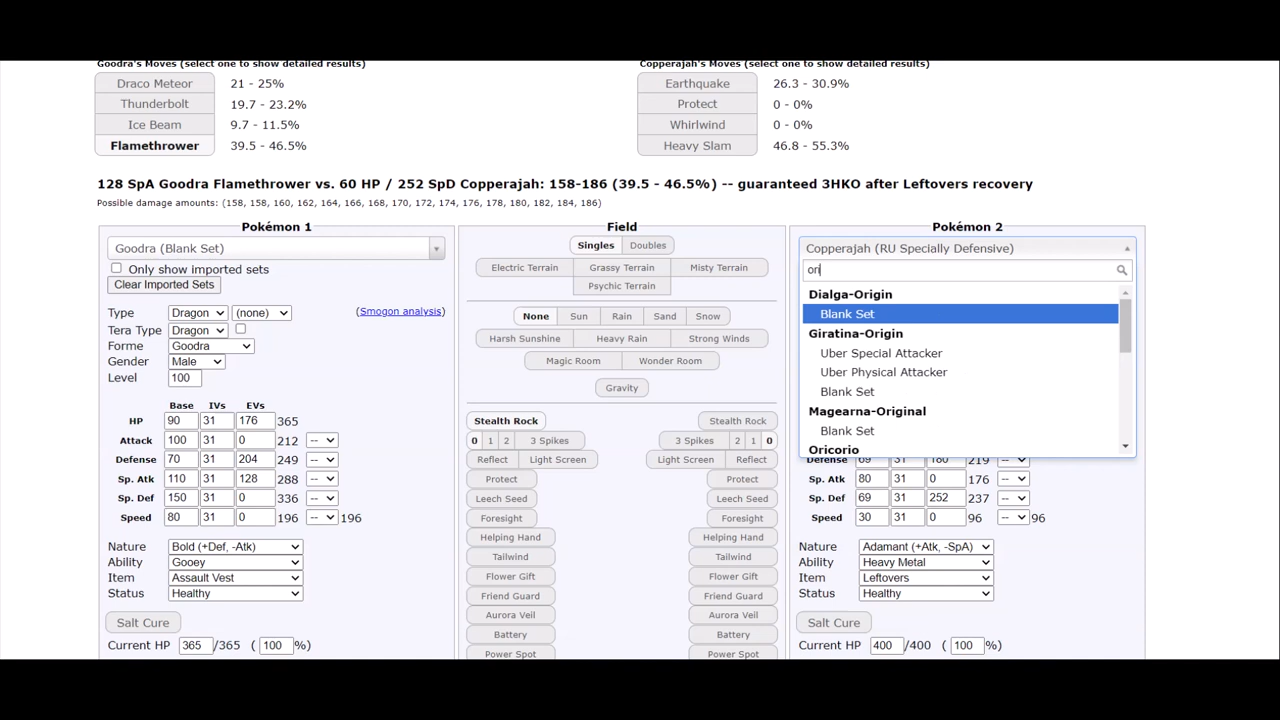 Goodra's Moves (select one to show detailed results)
Draco Meteor 21 - 25%
Thunderbolt 19.7 - 23.2%
Ice Beam 9.7 - 11.5%
Flamethrower 39.5 - 46.5%
Copperajah's Moves (select one to show detailed results)
Earthquake 26.3 - 30.9%
Protect 0 - 0%
Whirlwind 0 - 0%
Heavy Slam 46.8 - 55.3%
128 SpA Goodra Flamethrower vs. 60 HP / 252 SpD Copperajah: 158-186 (39.5 - 46.5%) -- guaranteed 3HKO after Leftovers recovery
Possible damage amounts: (158, 158, 160, 162, 164, 166, 168, 170, 172, 174, 176, 178, 180, 182, 184, 186)
Pokémon 1
Goodra (Blank Set)
Only show imported sets
Clear Imported Sets
Type Dragon (none) (Smogon analysis)
Tera Type Dragon
Forme Goodra
Gender Male
Level 100
Base IVs EVs
HP 90 31 176 365
Attack 100 31 0 212 --
Defense 70 31 204 249 --
Sp. Atk 110 31 128 288 --
Sp. Def 150 31 0 336 --
Speed 80 31 0 196 -- 196
Nature Bold (+Def, -Atk)
Ability Gooey
Item Assault Vest
Status Healthy
Salt Cure
Current HP 365 /365 ( 100 %)
Field
Singles Doubles
Electric Terrain Grassy Terrain Misty Terrain
Psychic Terrain
None Sun Rain Sand Snow
Harsh Sunshine Heavy Rain Strong Winds
Magic Room Wonder Room
Gravity
Stealth Rock Stealth Rock
0 1 2 3 Spikes 3 Spikes 2 1 0
Reflect Light Screen Light Screen Reflect
Protect Protect
Leech Seed Leech Seed
Foresight Foresight
Helping Hand Helping Hand
Tailwind Tailwind
Flower Gift Flower Gift
Friend Guard Friend Guard
Aurora Veil Aurora Veil
Battery Battery
Power Spot Power Spot
Pokémon 2
Copperajah (RU Specially Defensive)
ori
Dialga-Origin
Blank Set
Giratina-Origin
Uber Special Attacker
Uber Physical Attacker
Blank Set
Magearna-Original
Blank Set
Oricorio
Defense 69 31 180 219 --
Sp. Atk 80 31 0 176 --
Sp. Def 69 31 252 237 --
Speed 30 31 0 96 -- 96
Nature Adamant (+Atk, -SpA)
Ability Heavy Metal
Item Leftovers
Status Healthy
Salt Cure
Current HP 400 /400 ( 100 %)